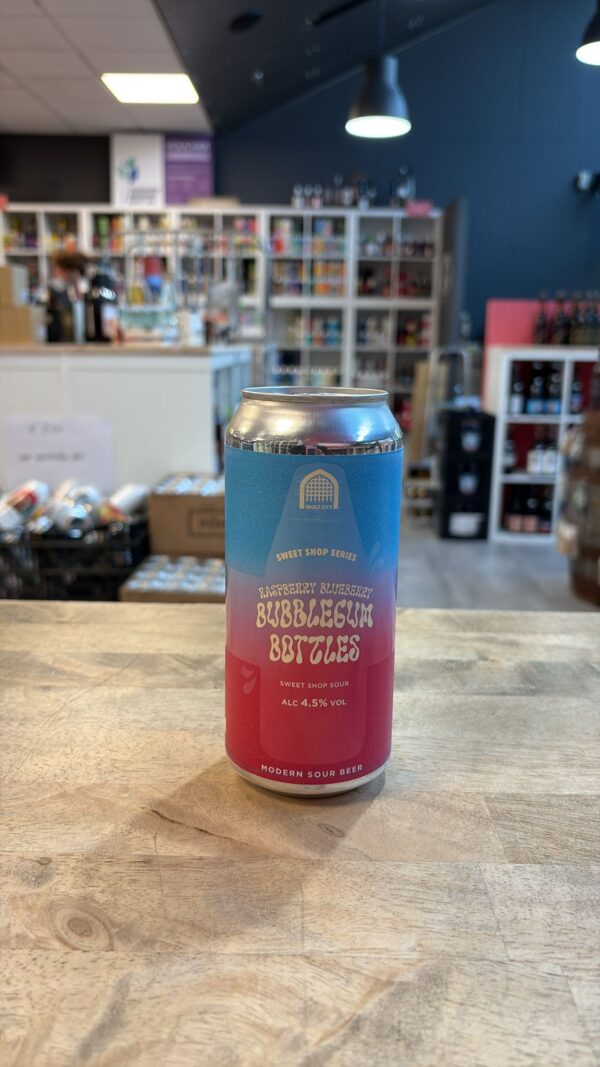 VAULT CITY
SWEET SHOP SERIES
RASPBERRY BLUEBERRY
BUBBLEGUM
BOTTLES
SWEET SHOP SOUR
ALC 4.5% VOL
MODERN SOUR BEER